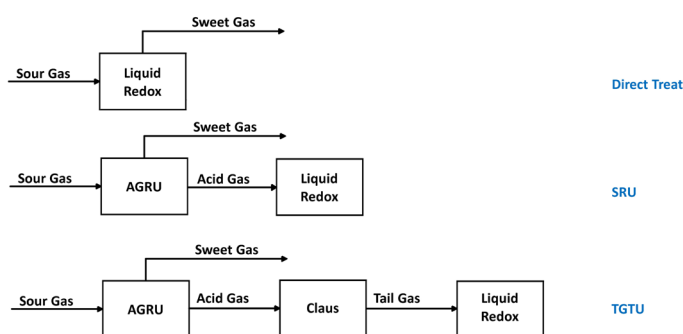 Sweet Gas
Sour Gas
Liquid
Redox
Direct Treat
Sweet Gas
Sour Gas
AGRU
Acid Gas
Liquid
Redox
SRU
Sweet Gas
Sour Gas
AGRU
Acid Gas
Claus
Tail Gas
Liquid
Redox
TGTU